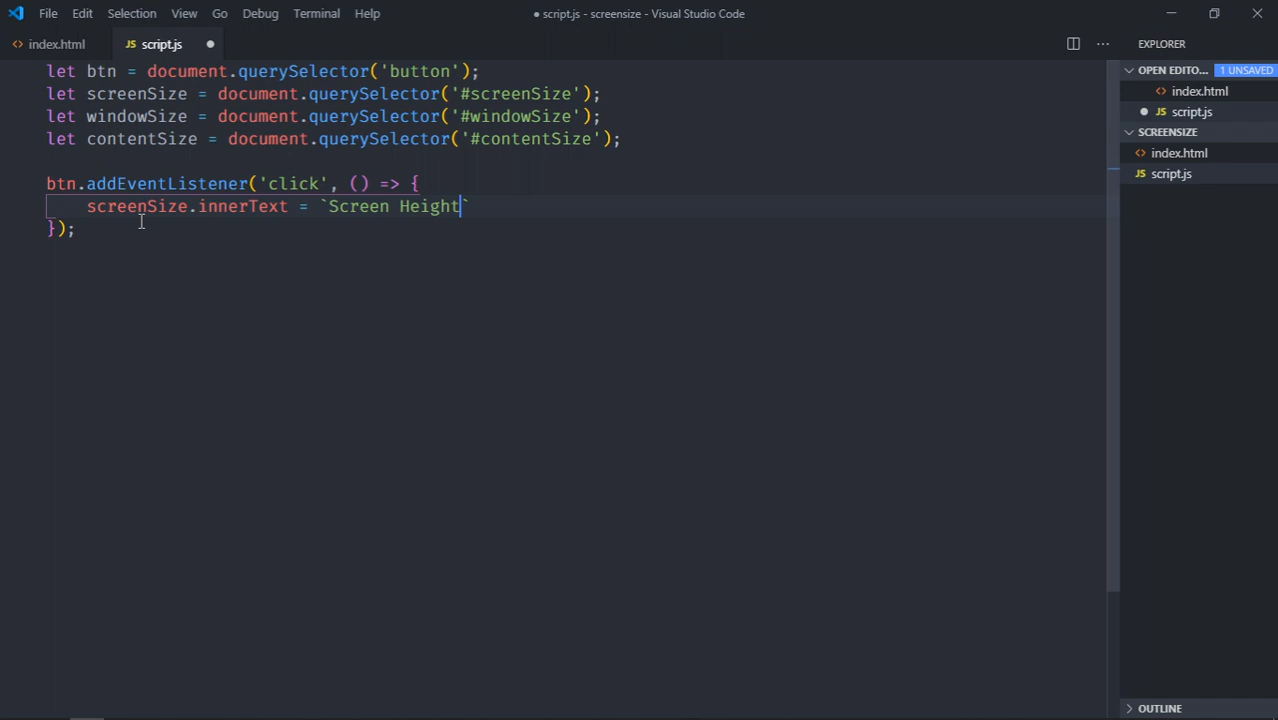 File Edit Selection View Go Debug Terminal Help
● script.js - screensize - Visual Studio Code
<> index.html
JS script.js ●
EXPLORER
let btn = document.querySelector('button');
let screenSize = document.querySelector('#screenSize');
let windowSize = document.querySelector('#windowSize');
let contentSize = document.querySelector('#contentSize');
btn.addEventListener('click', () => {
screenSize.innerText = `Screen Height`
});
OPEN EDITO... 1 UNSAVED
<> index.html
● JS script.js
SCREENSIZE
<> index.html
JS script.js
OUTLINE